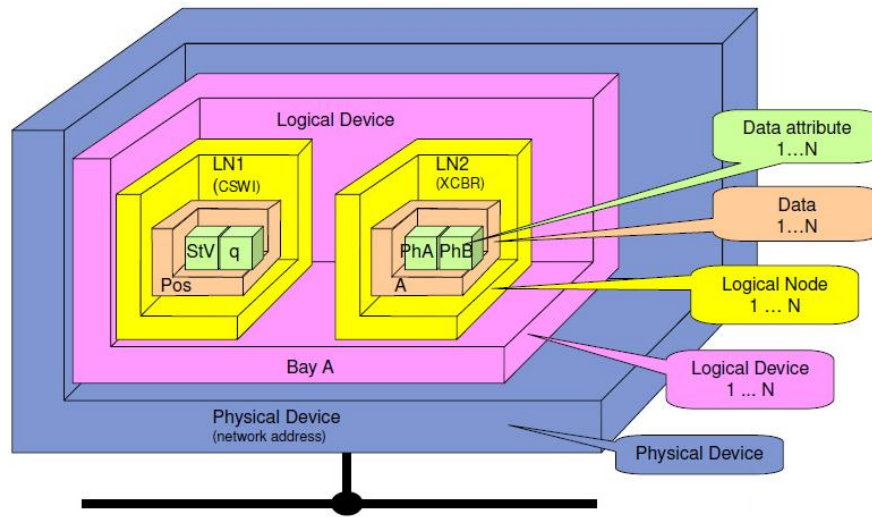 Logical Device
LN1
(CSWI)
LN2
(XCBR)
StV
q
Pos
PhA
PhB
A
Bay A
Physical Device
(network address)
Data attribute
1...N
Data
1...N
Logical Node
1 ... N
Logical Device
1 ... N
Physical Device